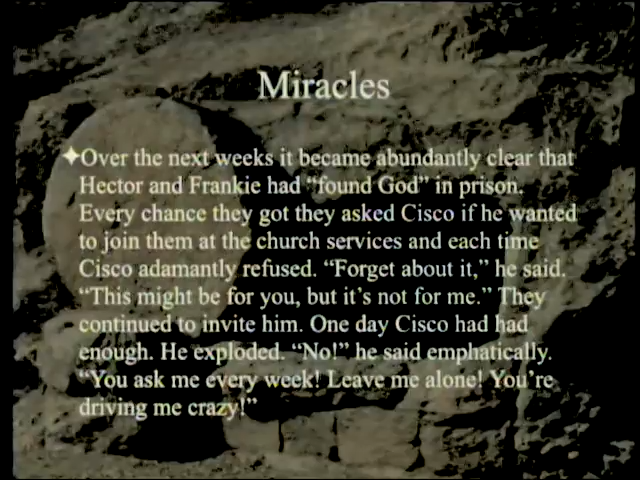 Miracles
✦Over the next weeks it became abundantly clear that
Hector and Frankie had “found God” in prison.
Every chance they got they asked Cisco if he wanted
to join them at the church services and each time
Cisco adamantly refused. “Forget about it,” he said.
“This might be for you, but it’s not for me.” They
continued to invite him. One day Cisco had had
enough. He exploded. “No!” he said emphatically.
“You ask me every week! Leave me alone! You’re
driving me crazy!”